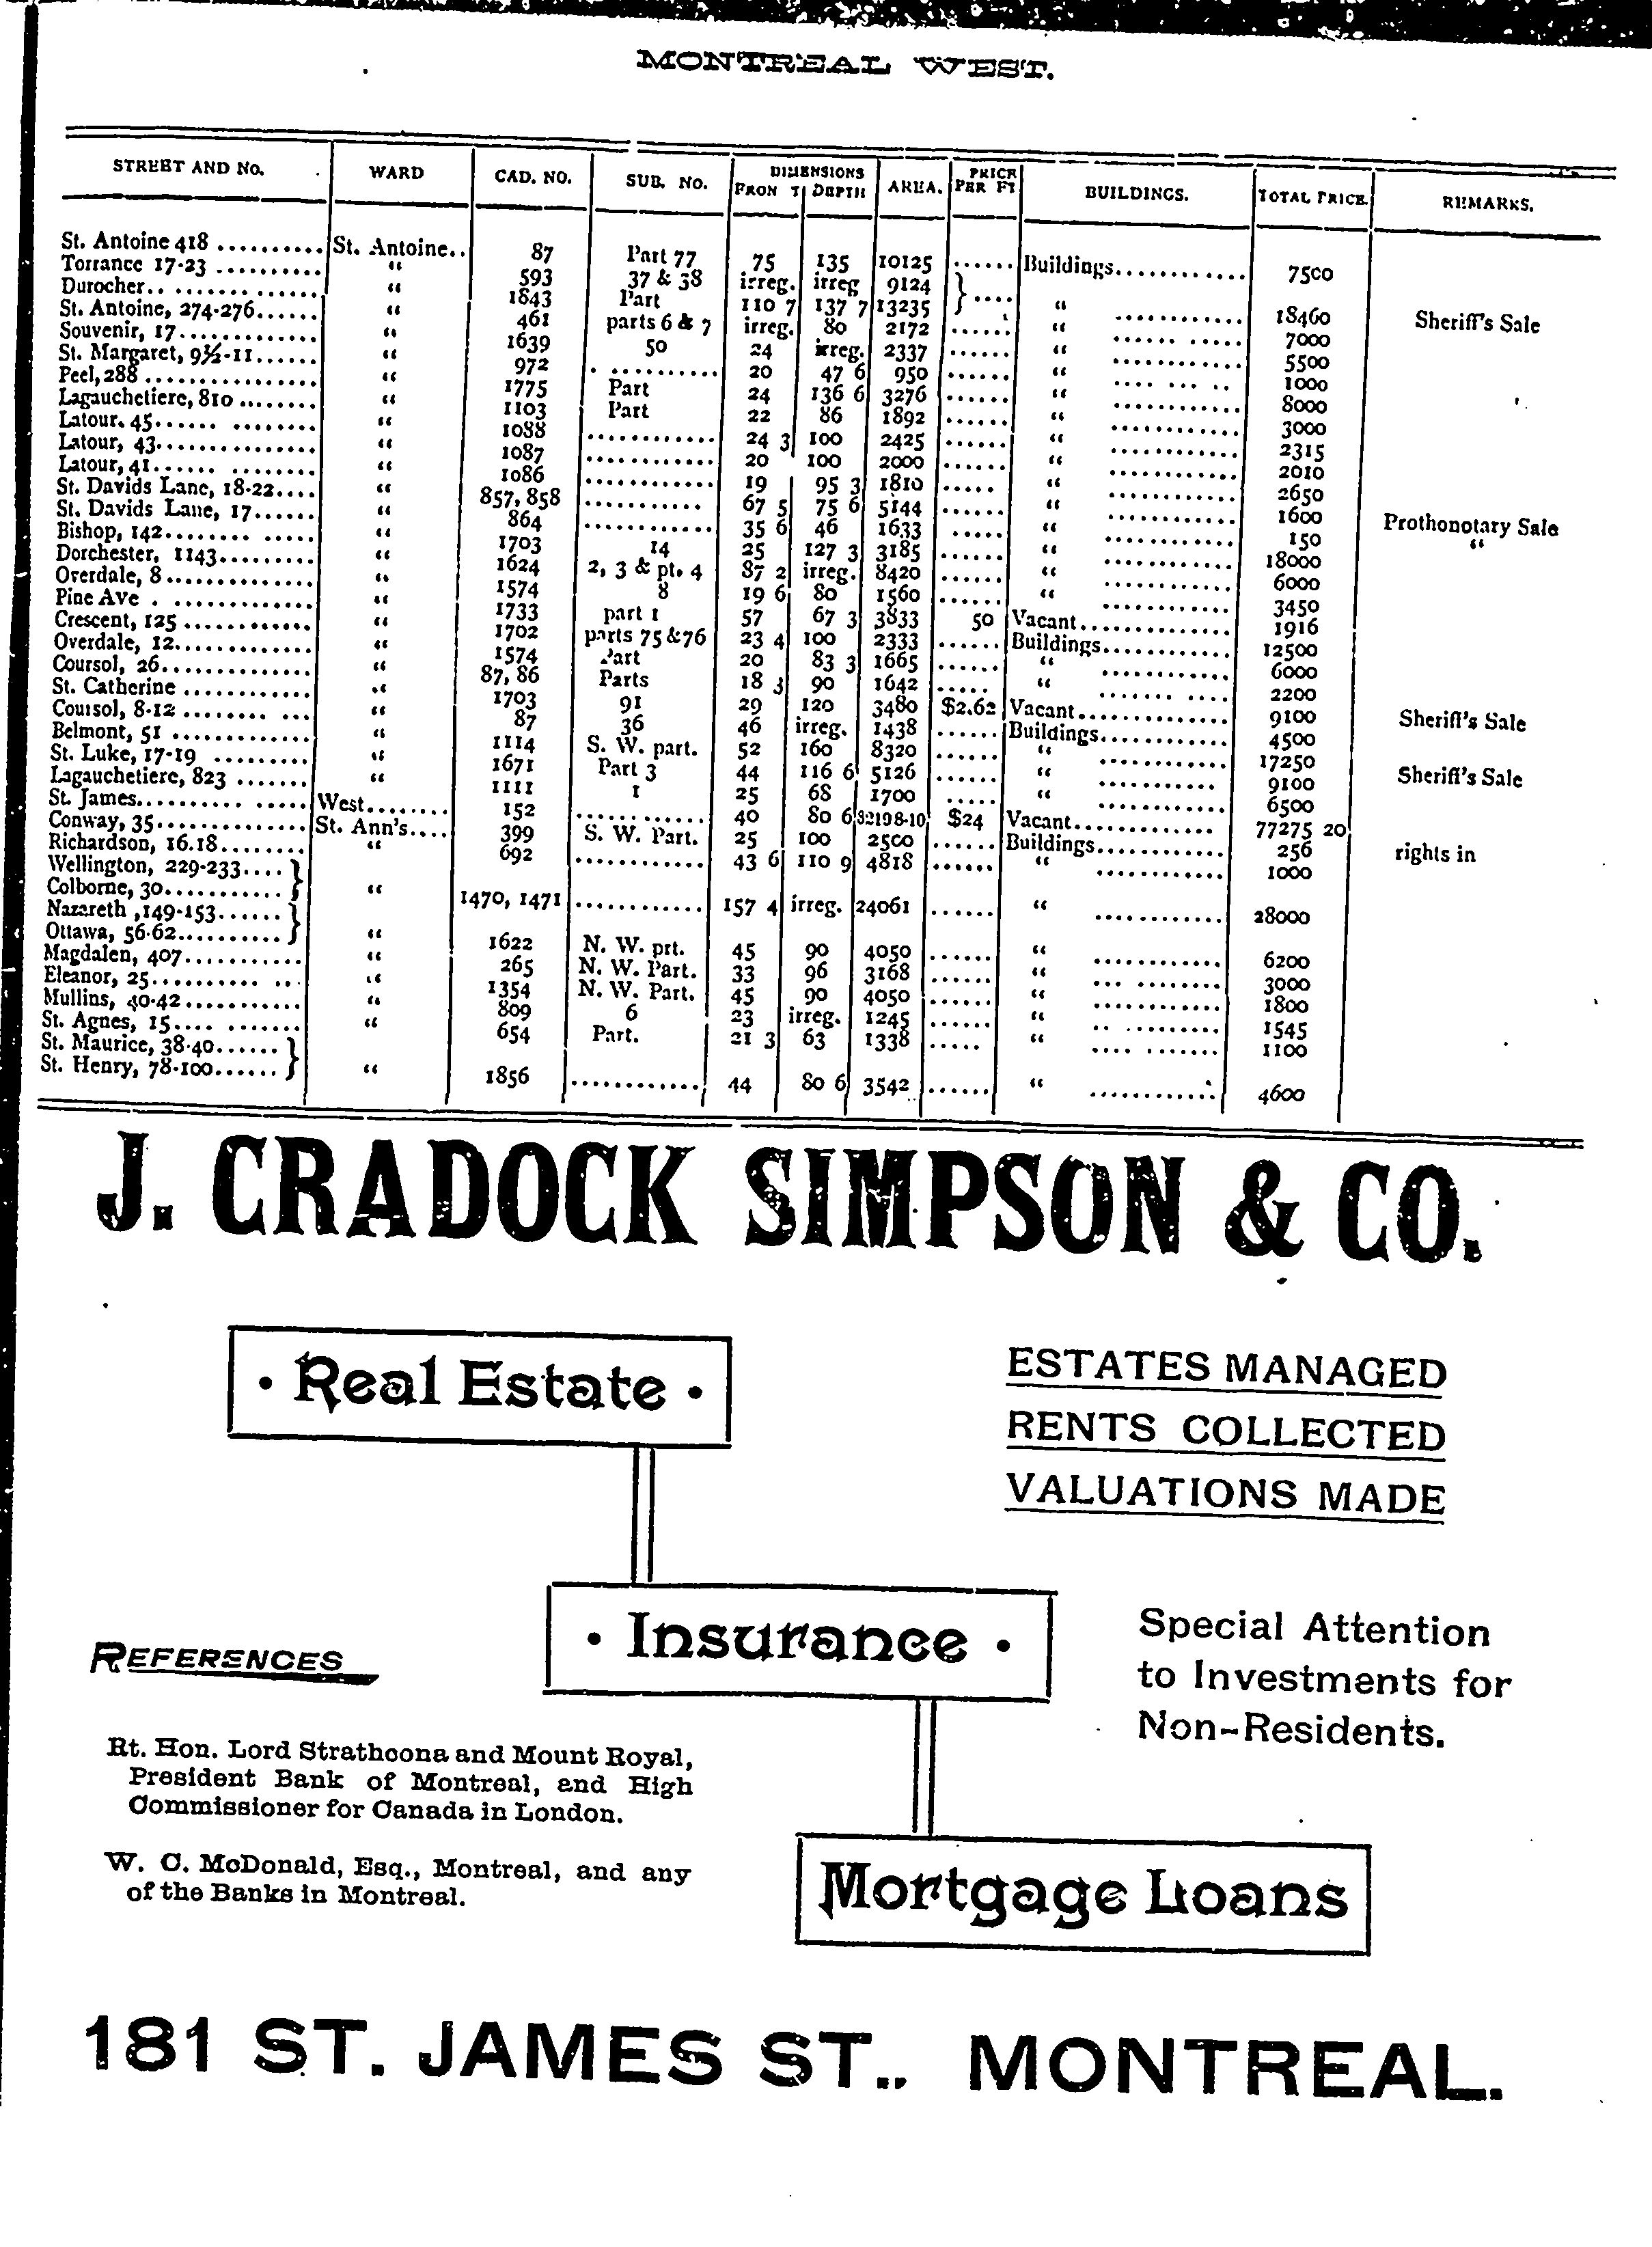 MONTREAL WEST.
STREET AND No. WARD CAD. NO. SUB. NO. DIMENSIONS FRONT DEPTH AREA. PRICE PER FT BUILDINGS. TOTAL PRICE. REMARKS.
St. Antoine 418 .......... St. Antoine.. 87 Part 77 75 135 10125 ...... Buildings............ 7500
Torrance 17-23 .......... " 593 37 & 38 irreg. irreg 9124 }
Durocher.. .............. " 1843 Part 110 7 137 7 13235 } .... " ............ 18460 Sheriff's Sale
St. Antoine, 274-276...... " 461 parts 6 & 7 irreg. 80 2172 ...... " ............ 7000
Souvenir, 17.............. " 1639 50 24 irreg. 2337 ...... " ............ 5500
St. Margaret, 9½-11...... " 972 ............ 20 47 6 950 ...... " ............ 1000
Peel, 288 ................ " 1775 Part 24 136 6 3276 ...... " ............ 8000
Lagauchetiere, 810 ........ " 1103 Part 22 86 1892 ...... " ............ 3000
Latour. 45...... ........ " 1088 ............ 24 3 100 2425 ...... " ............ 2315
Latour, 43.............. " 1087 ............ 20 100 2000 ...... " ............ 2010
Latour, 41...... ........ " 1086 ............ 19 95 3 1810 ..... " ............ 2650
St. Davids Lane, 18-22.... " 857, 858 ............ 67 5 75 6 5144 ...... " ............ 1600 Prothonotary Sale
St. Davids Lane, 17...... " 864 ............ 35 6 46 1633 ..... " ............ 150 "
Bishop, 142........ ..... " 1703 14 25 127 3 3185 ...... " ............ 18000
Dorchester, 1143......... " 1624 2, 3 & pt. 4 87 2 irreg. 8420 ...... " ............ 6000
Overdale, 8.............. " 1574 8 19 6 80 1560 ...... " ............ 3450
Pine Ave . .............. " 1733 part 1 57 67 3 3833 50 Vacant.............. 1916
Crescent, 125 ............ " 1702 parts 75 &76 23 4 100 2333 ...... Buildings............ 12500
Overdale, 12............. " 1574 Part 20 83 3 1665 ...... " ............ 6000
Coursol, 26.............. " 87, 86 Parts 18 3 90 1642 ..... " ............ 2200
St. Catherine ............ " 1703 91 29 120 3480 $2.62 Vacant.............. 9100 Sheriff's Sale
Coursol, 8-12 ........ ... " 87 36 46 irreg. 1438 ...... Buildings............ 4500
Belmont, 51 ............. " 1114 S. W. part. 52 160 8320 ...... " ............ 17250
St. Luke, 17-19 ......... " 1671 Part 3 44 116 6 5126 ...... " ............ 9100 Sheriff's Sale
Lagauchetiere, 823 ...... " 1111 1 25 68 1700 ..... " ............ 6500
St. James.......... ..... West....... 152 ............ 40 80 6 32198-10 $24 Vacant.............. 77275 20
Conway, 35.............. St. Ann's.... 399 S. W. Part. 25 100 2500 ...... Buildings............ 256 rights in
Richardson, 16.18........ " 692 ............ 43 6 110 9 4818 ...... " ............ 1000
Wellington, 229-233.... }
Colborne, 30........... } " 1470, 1471 ............ 157 4 irreg. 24061 ...... " ............ 28000
Nazareth ,149-153...... }
Ottawa, 56-62.......... } " 1622 N. W. prt. 45 90 4050 ...... " ............ 6200
Magdalen, 407........... " 265 N. W. Part. 33 96 3168 ...... " ............ 3000
Eleanor, 25.......... ... " 1354 N. W. Part. 45 90 4050 ...... " ............ 1800
Mullins, 40-42........... " 809 6 23 irreg. 1245 ...... " ............ 1545
St. Agnes, 15.... ....... " 654 Part. 21 3 63 1338 ..... " ............ 1100
St. Maurice, 38-40...... }
St. Henry, 78-100...... } " 1856 ............ 44 80 6 3542 ...... " ............ 4600
J. CRADOCK SIMPSON & CO.
• Real Estate •
ESTATES MANAGED
RENTS COLLECTED
VALUATIONS MADE
• Insurance •
Special Attention
to Investments for
Non-Residents.
REFERENCES
Rt. Hon. Lord Strathcona and Mount Royal,
President Bank of Montreal, and High
Commissioner for Canada in London.
W. C. McDonald, Esq., Montreal, and any
of the Banks in Montreal.
Mortgage Loans
181 ST. JAMES ST., MONTREAL.